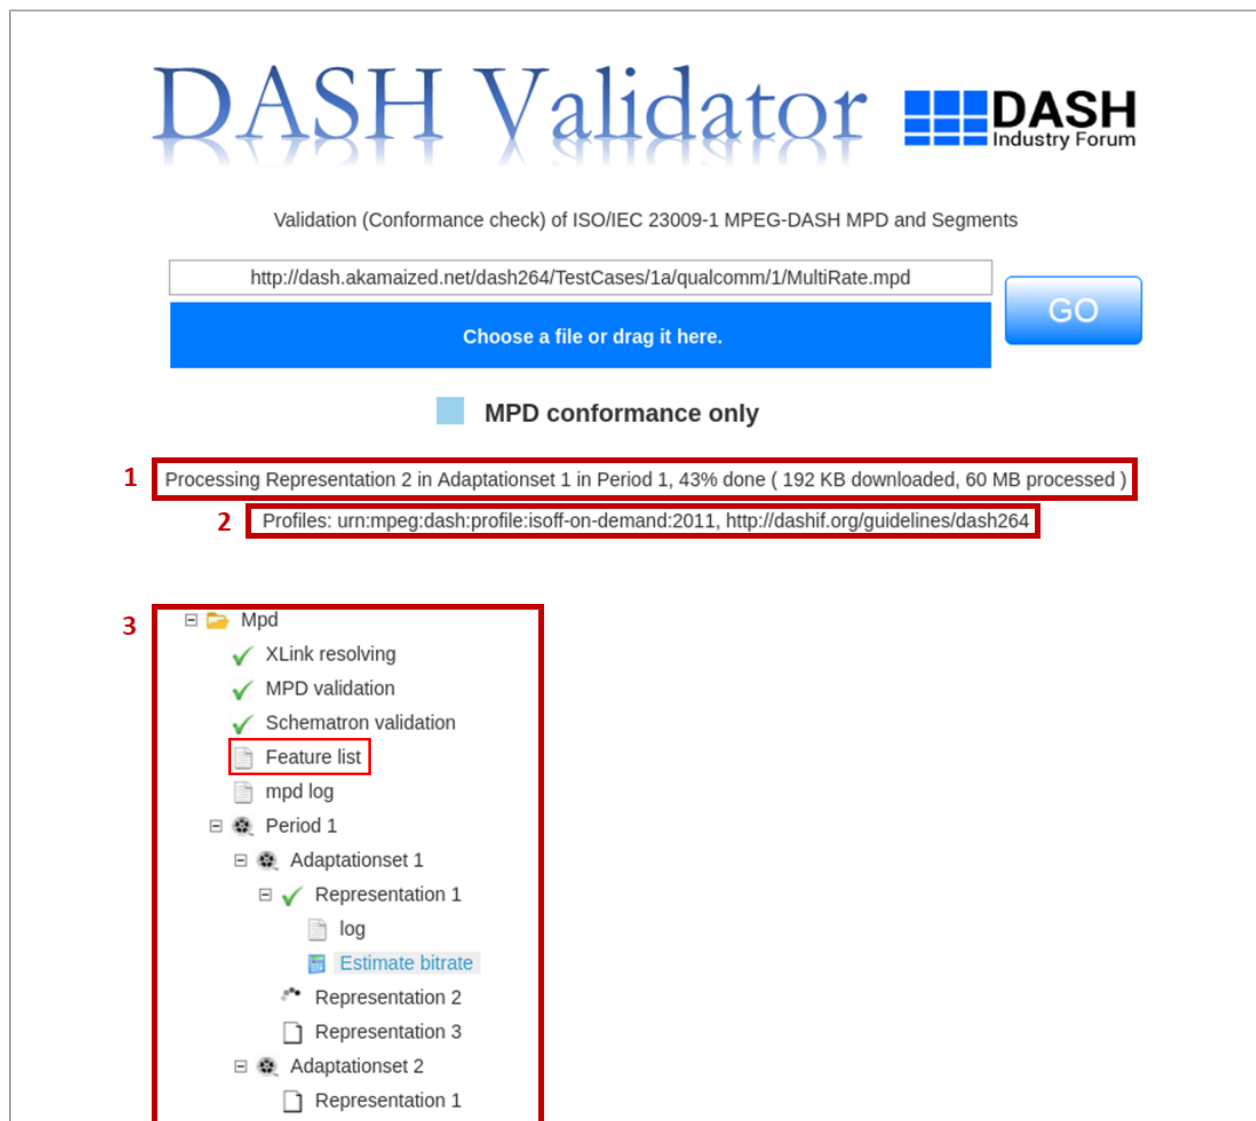 DASH Validator
DASH
Industry Forum
Validation (Conformance check) of ISO/IEC 23009-1 MPEG-DASH MPD and Segments
http://dash.akamaized.net/dash264/TestCases/1a/qualcomm/1/MultiRate.mpd
GO
Choose a file or drag it here.
MPD conformance only
1 Processing Representation 2 in Adaptationset 1 in Period 1, 43% done ( 192 KB downloaded, 60 MB processed )
2 Profiles: urn:mpeg:dash:profile:isoff-on-demand:2011, http://dashif.org/guidelines/dash264
3 Mpd
XLink resolving
MPD validation
Schematron validation
Feature list
mpd log
Period 1
Adaptationset 1
Representation 1
log
Estimate bitrate
Representation 2
Representation 3
Adaptationset 2
Representation 1